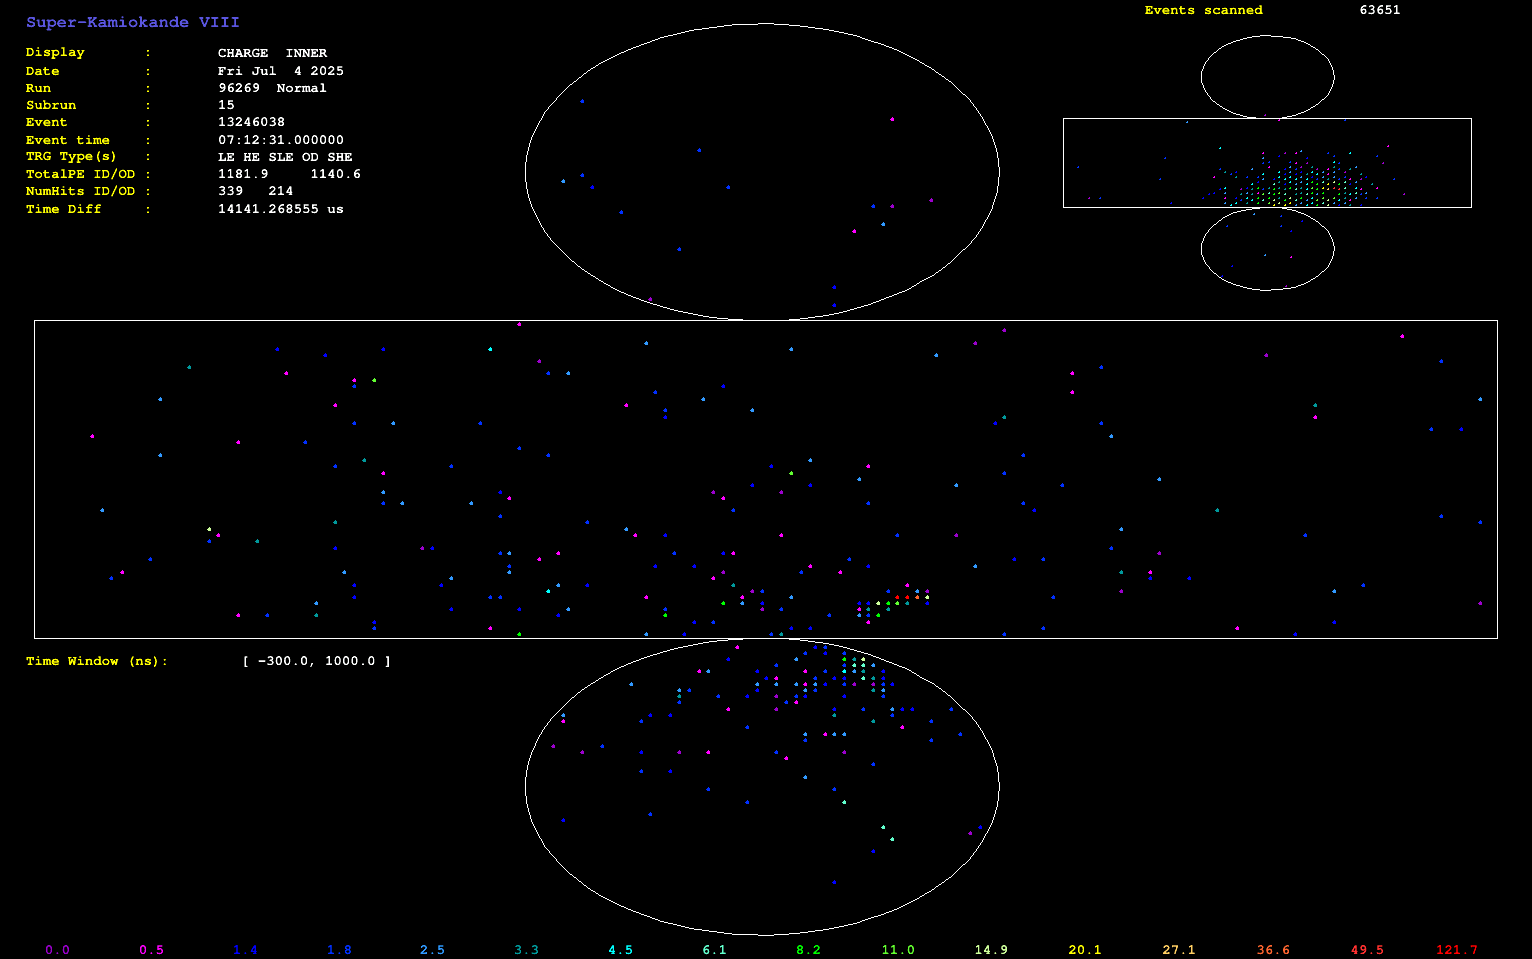 Super-Kamiokande VIII
Events scanned 63651
Display : CHARGE INNER
Date : Fri Jul 4 2025
Run : 96269 Normal
Subrun : 15
Event : 13246038
Event time : 07:12:31.000000
TRG Type(s) : LE HE SLE OD SHE
TotalPE ID/OD : 1181.9 1140.6
NumHits ID/OD : 339 214
Time Diff : 14141.268555 us
Time Window (ns): [ -300.0, 1000.0 ]
0.0 0.5 1.4 1.8 2.5 3.3 4.5 6.1 8.2 11.0 14.9 20.1 27.1 36.6 49.5 121.7